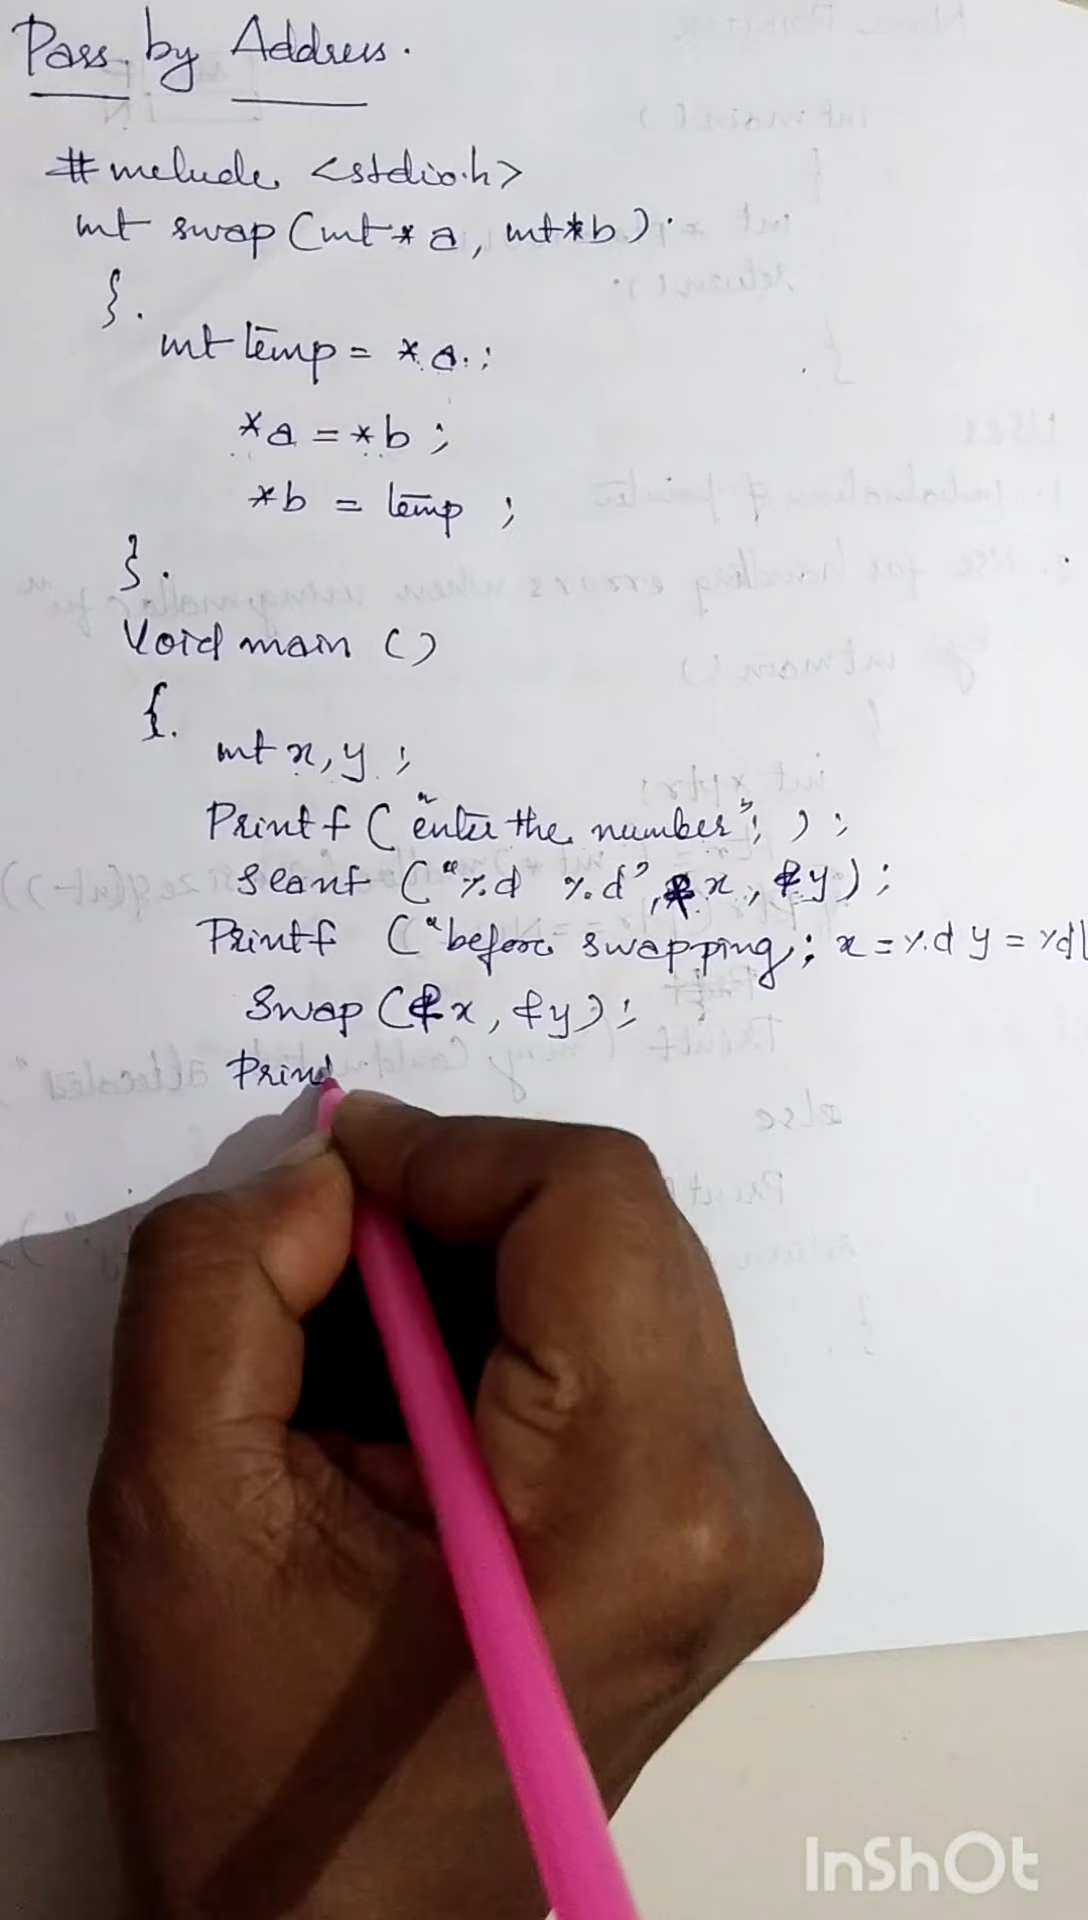 Pass by Address.
#include <stdio.h>
int swap (int *a, int *b)
}.
int temp = *a ;
*a = *b ;
*b = temp ;
}.
Void main ()
{.
int x, y ;
Printf ( "enter the number" ; ) ;
Scanf ( "%d %d", &x, &y) ;
Printf ( "before swapping ; x = %d y = %d\
Swap (&x, &y) ;
Prin
InShOt